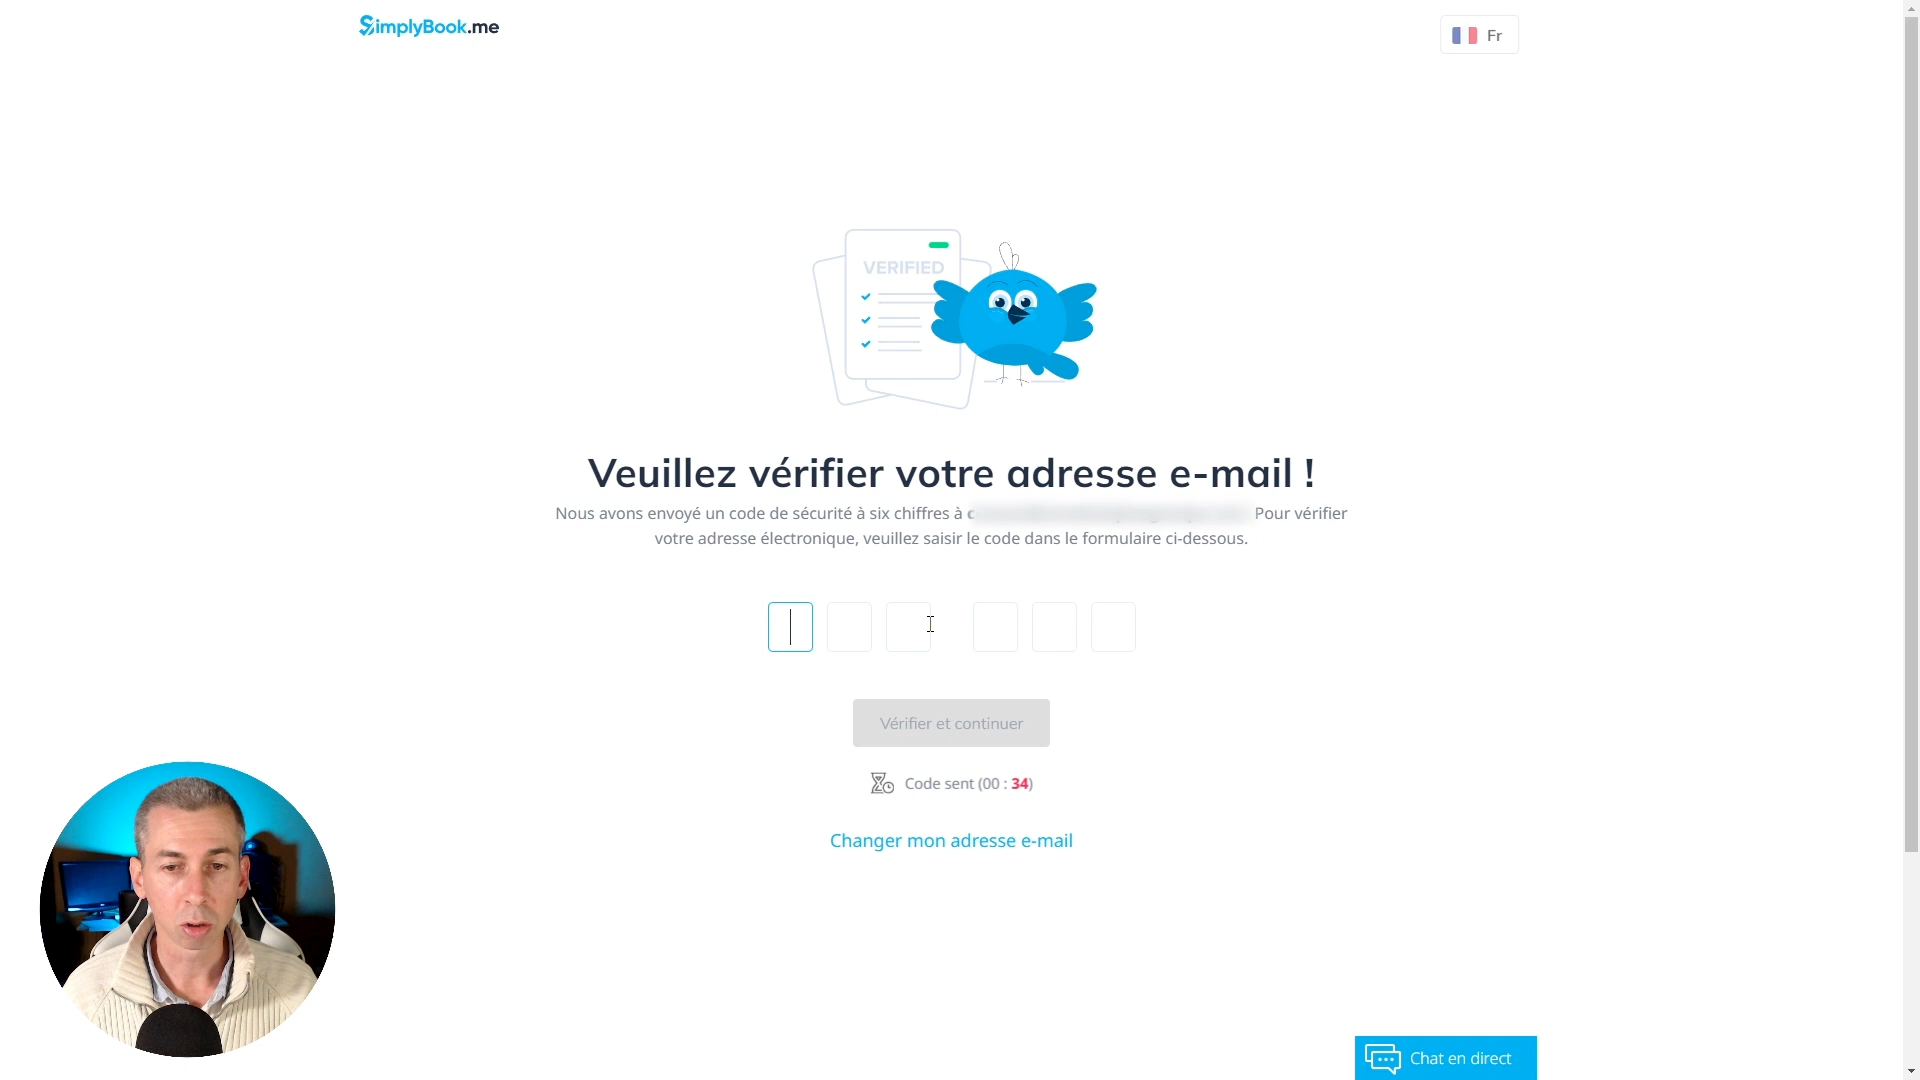 SimplyBook.me
Fr
VERIFIED
Veuillez vérifier votre adresse e-mail !
Nous avons envoyé un code de sécurité à six chiffres à Pour vérifier
votre adresse électronique, veuillez saisir le code dans le formulaire ci-dessous.
Vérifier et continuer
Code sent (00 : 34)
Changer mon adresse e-mail
Chat en direct